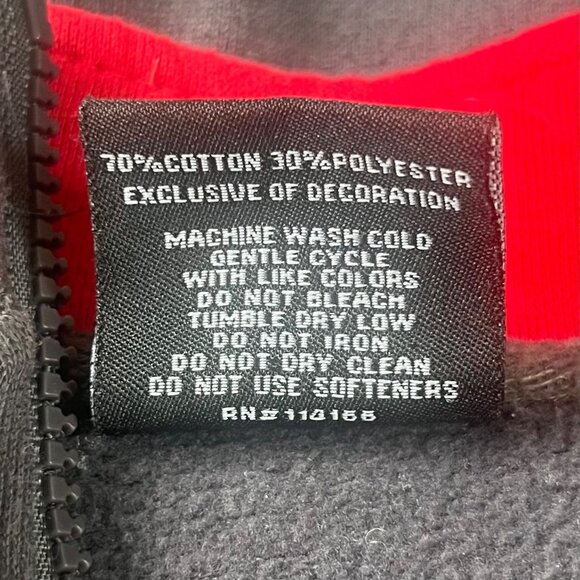 70%COTTON 30%POLYESTER
EXCLUSIVE OF DECORATION
MACHINE WASH COLD
GENTLE CYCLE
WITH LIKE COLORS
DO NOT BLEACH
TUMBLE DRY LOW
DO NOT IRON
DO NOT DRY CLEAN
DO NOT USE SOFTENERS
RN#114155